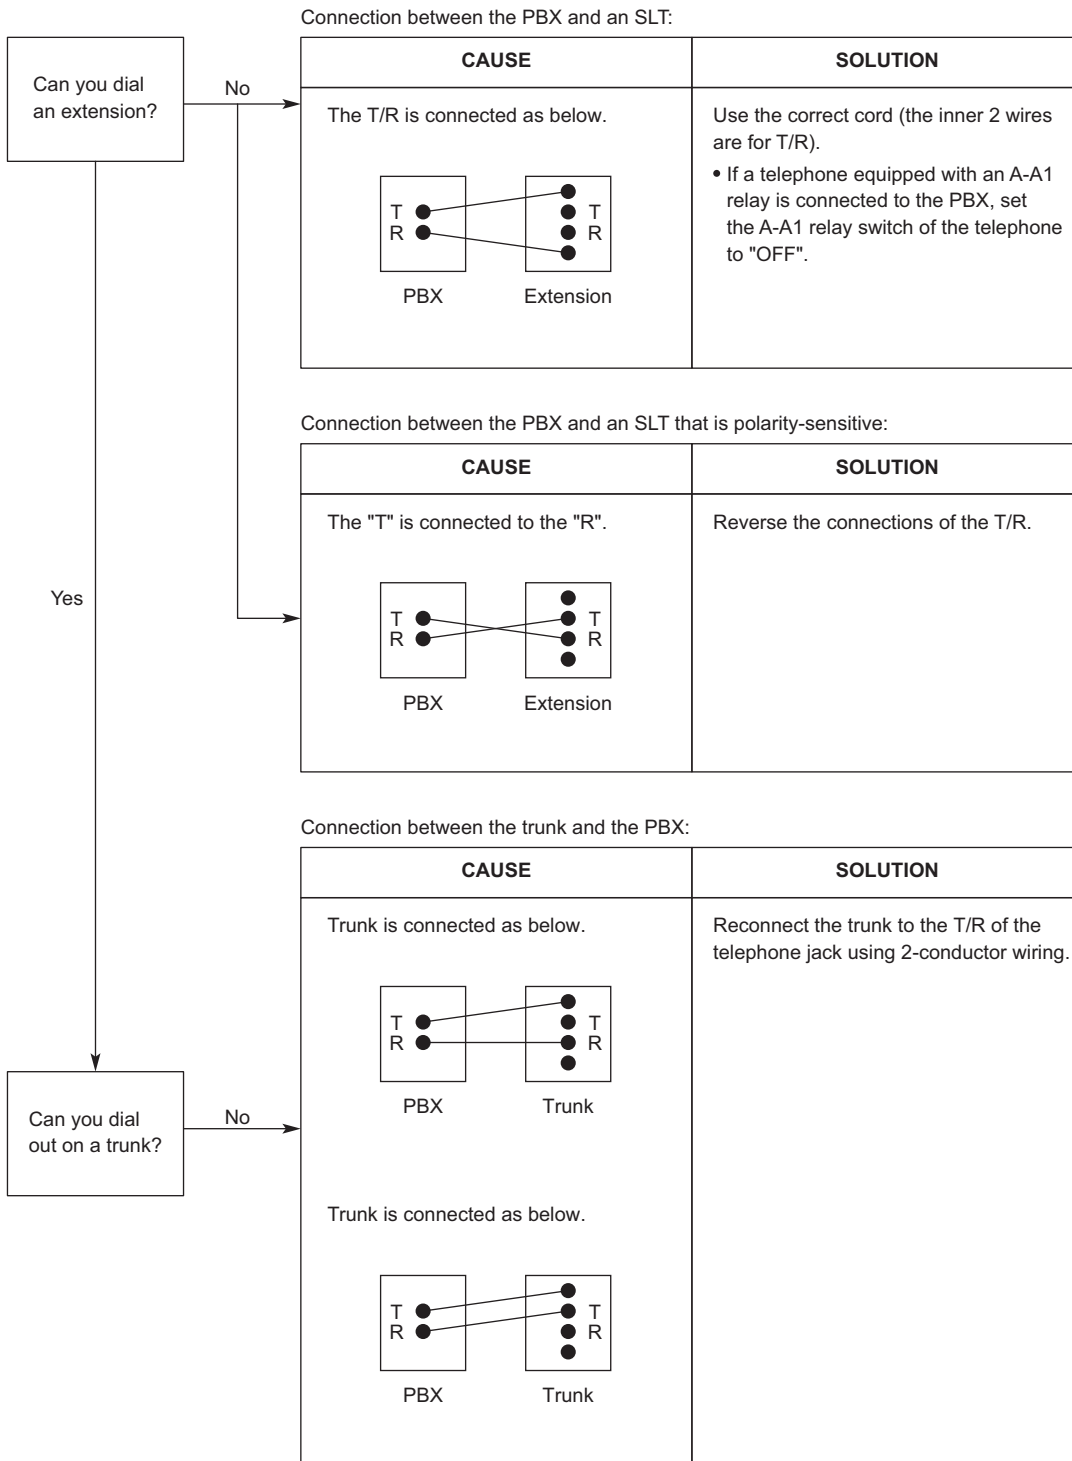 Connection between the PBX and an SLT:
Can you dial
an extension?
No
CAUSE
SOLUTION
The T/R is connected as below.
T
R
T
R
PBX
Extension
Use the correct cord (the inner 2 wires
are for T/R).
• If a telephone equipped with an A-A1
relay is connected to the PBX, set
the A-A1 relay switch of the telephone
to "OFF".
Connection between the PBX and an SLT that is polarity-sensitive:
CAUSE
SOLUTION
The "T" is connected to the "R".
T
R
T
R
PBX
Extension
Reverse the connections of the T/R.
Yes
Connection between the trunk and the PBX:
CAUSE
SOLUTION
Can you dial
out on a trunk?
No
Trunk is connected as below.
T
R
T
R
PBX
Trunk
Trunk is connected as below.
T
R
T
R
PBX
Trunk
Reconnect the trunk to the T/R of the
telephone jack using 2-conductor wiring.